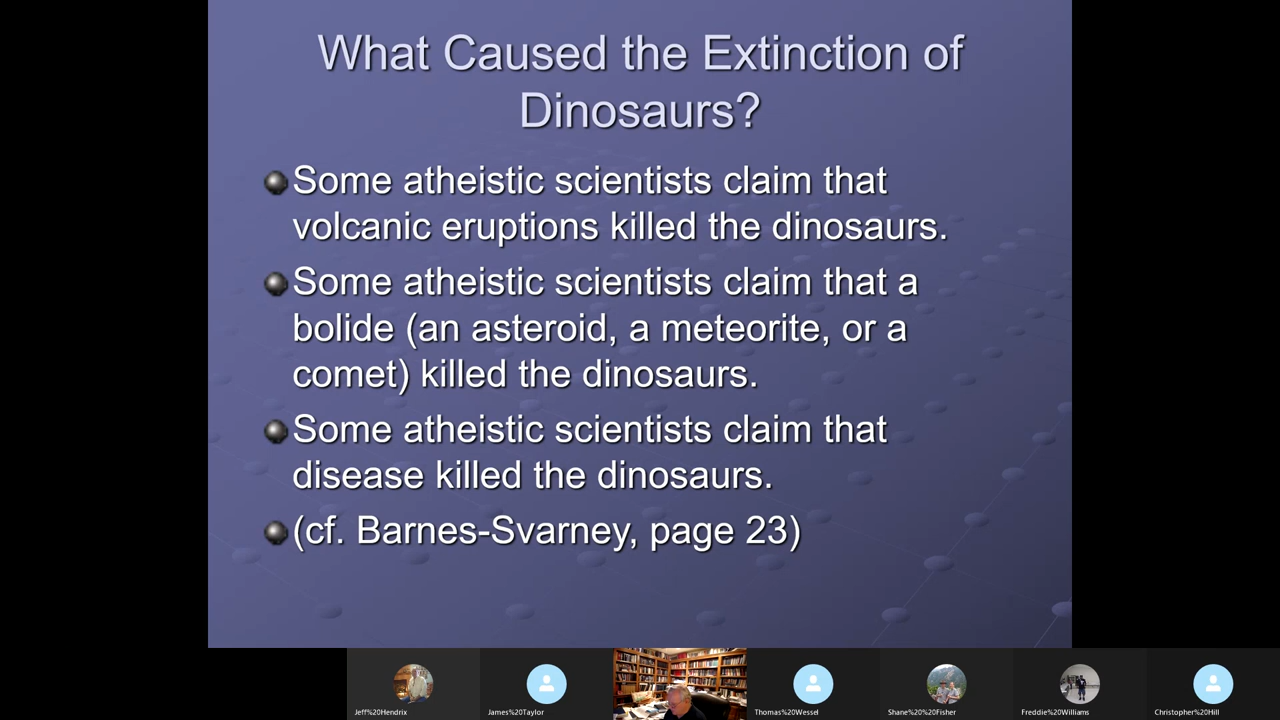 What Caused the Extinction of
Dinosaurs?
Some atheistic scientists claim that
volcanic eruptions killed the dinosaurs.
Some atheistic scientists claim that a
bolide (an asteroid, a meteorite, or a
comet) killed the dinosaurs.
Some atheistic scientists claim that
disease killed the dinosaurs.
(cf. Barnes-Svarney, page 23)
Jeff%20Hendrix
James%20Taylor
Thomas%20Wessel
Shane%20%20Fisher
Freddie%20Williams
Christopher%20Hill